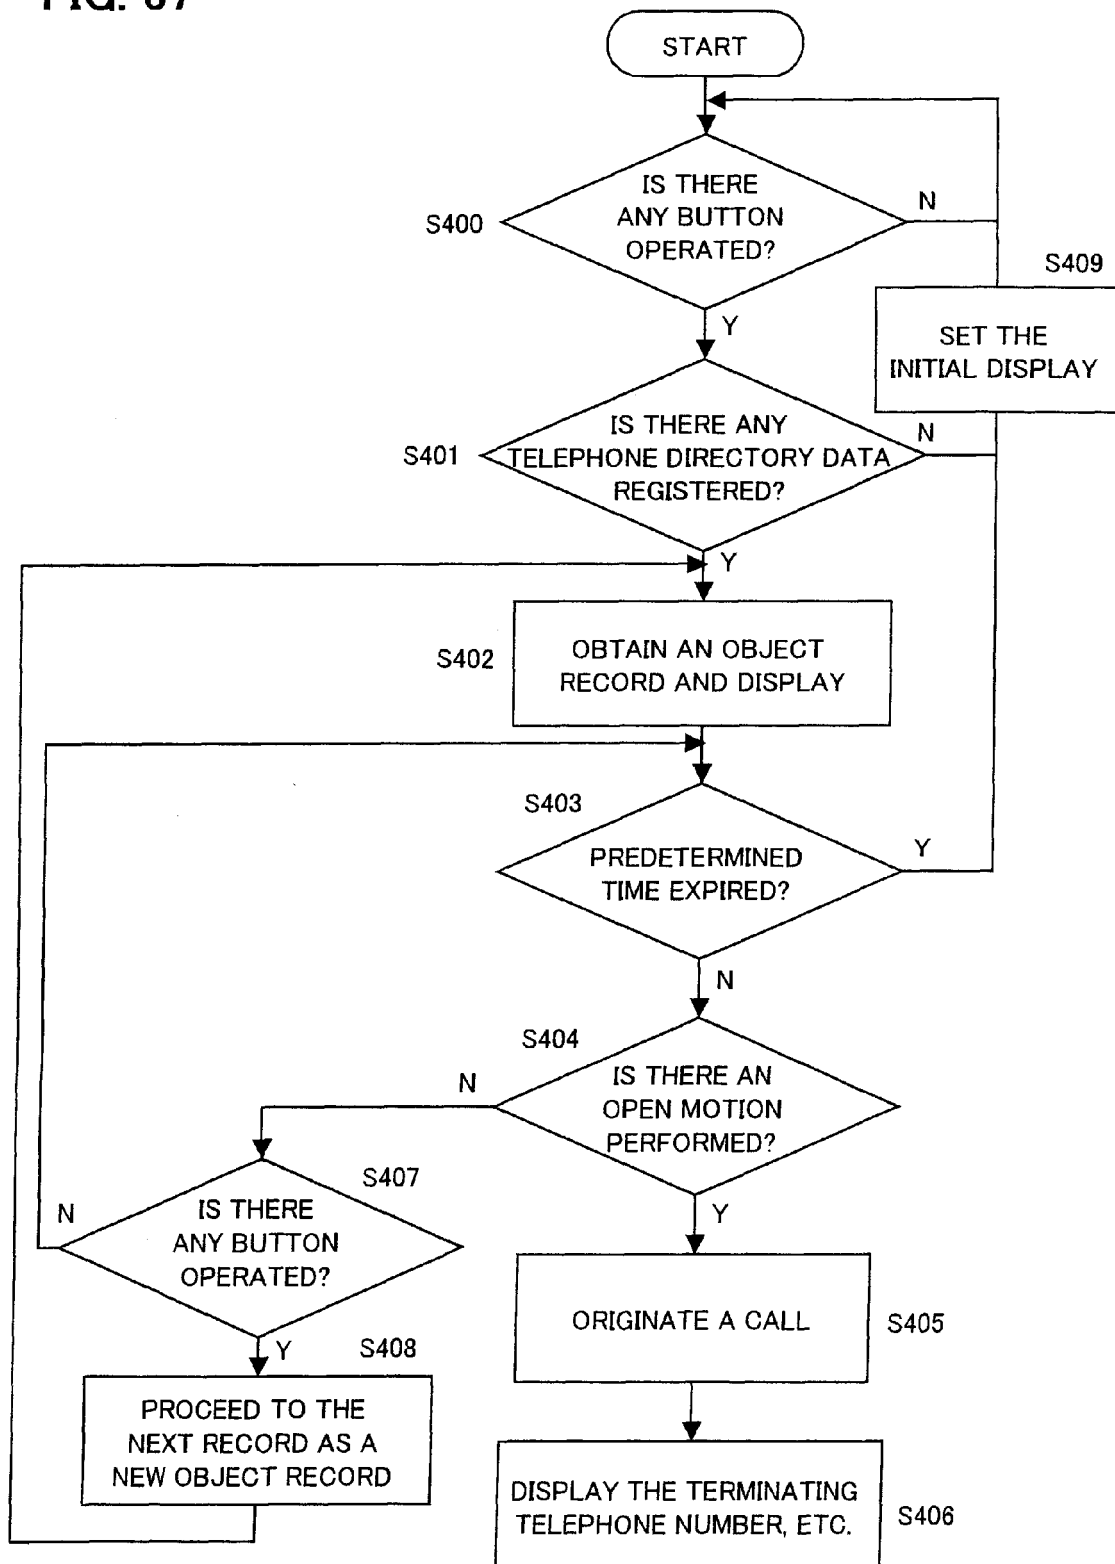 START
IS THERE
ANY BUTTON
OPERATED?
S400
N
Y
S409
SET THE
INITIAL DISPLAY
IS THERE ANY
TELEPHONE DIRECTORY DATA
REGISTERED?
S401
N
Y
S402
OBTAIN AN OBJECT
RECORD AND DISPLAY
S403
PREDETERMINED
TIME EXPIRED?
Y
N
S404
IS THERE AN
OPEN MOTION
PERFORMED?
N
Y
S407
IS THERE
ANY BUTTON
OPERATED?
N
Y
S408
PROCEED TO THE
NEXT RECORD AS A
NEW OBJECT RECORD
ORIGINATE A CALL
S405
DISPLAY THE TERMINATING
TELEPHONE NUMBER, ETC.
S406